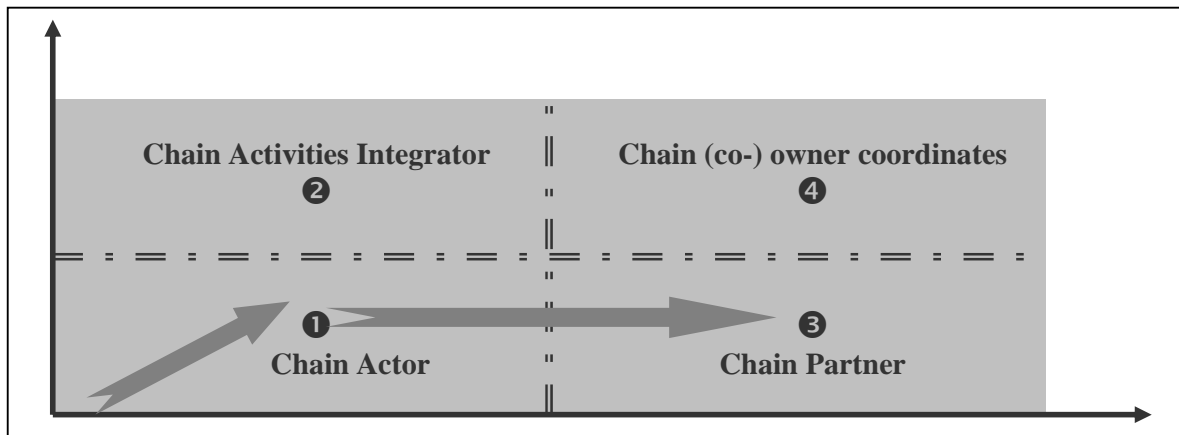 Chain Activities Integrator
Chain (co-) owner coordinates
❷
❹
❶
❸
Chain Actor
Chain Partner